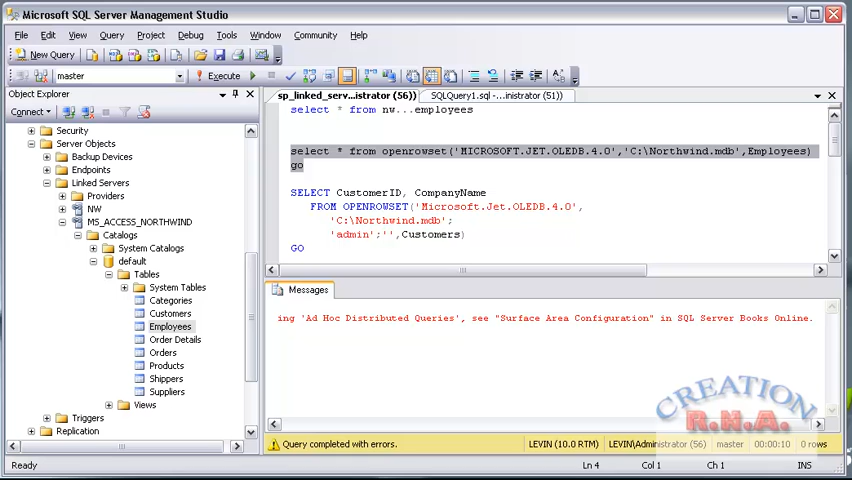 Microsoft SQL Server Management Studio
File Edit View Query Project Debug Tools Window Community Help
New Query
master Execute
Object Explorer
Connect
Security
Server Objects
Backup Devices
Endpoints
Linked Servers
Providers
NW
MS_ACCESS_NORTHWIND
Catalogs
System Catalogs
default
Tables
System Tables
Categories
Customers
Employees
Order Details
Orders
Products
Shippers
Suppliers
Views
Triggers
Replication
sp_linked_serv...istrator (56)) SQLQuery1.sql -...inistrator (51))
select * from nw...employees
select * from openrowset('MICROSOFT.JET.OLEDB.4.0','C:\Northwind.mdb',Employees)
go
SELECT CustomerID, CompanyName
FROM OPENROWSET('Microsoft.Jet.OLEDB.4.0',
'C:\Northwind.mdb';
'admin';'',Customers)
GO
Messages
ing 'Ad Hoc Distributed Queries', see "Surface Area Configuration" in SQL Server Books Online.
CREATION
R.N.A.
Query completed with errors. LEVIN (10.0 RTM) LEVIN\Administrator (56) master 00:00:10 0 rows
Ready Ln 4 Col 1 Ch 1 INS